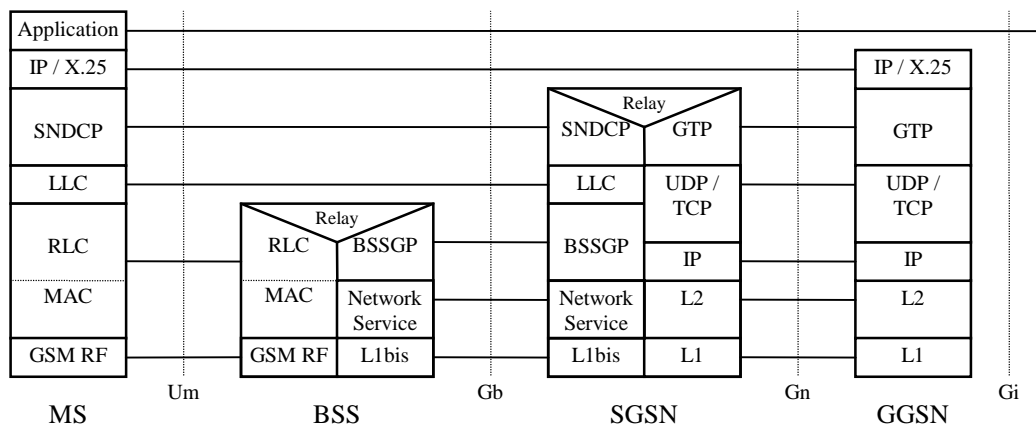 Application
IP / X.25
IP / X.25
Relay
SNDCP
SNDCP
GTP
GTP
LLC
LLC
UDP /
TCP
UDP /
TCP
Relay
RLC
RLC
BSSGP
BSSGP
IP
IP
MAC
MAC
Network
Service
Network
Service
L2
L2
GSM RF
GSM RF
L1bis
L1bis
L1
L1
Um
Gb
Gn
Gi
MS
BSS
SGSN
GGSN